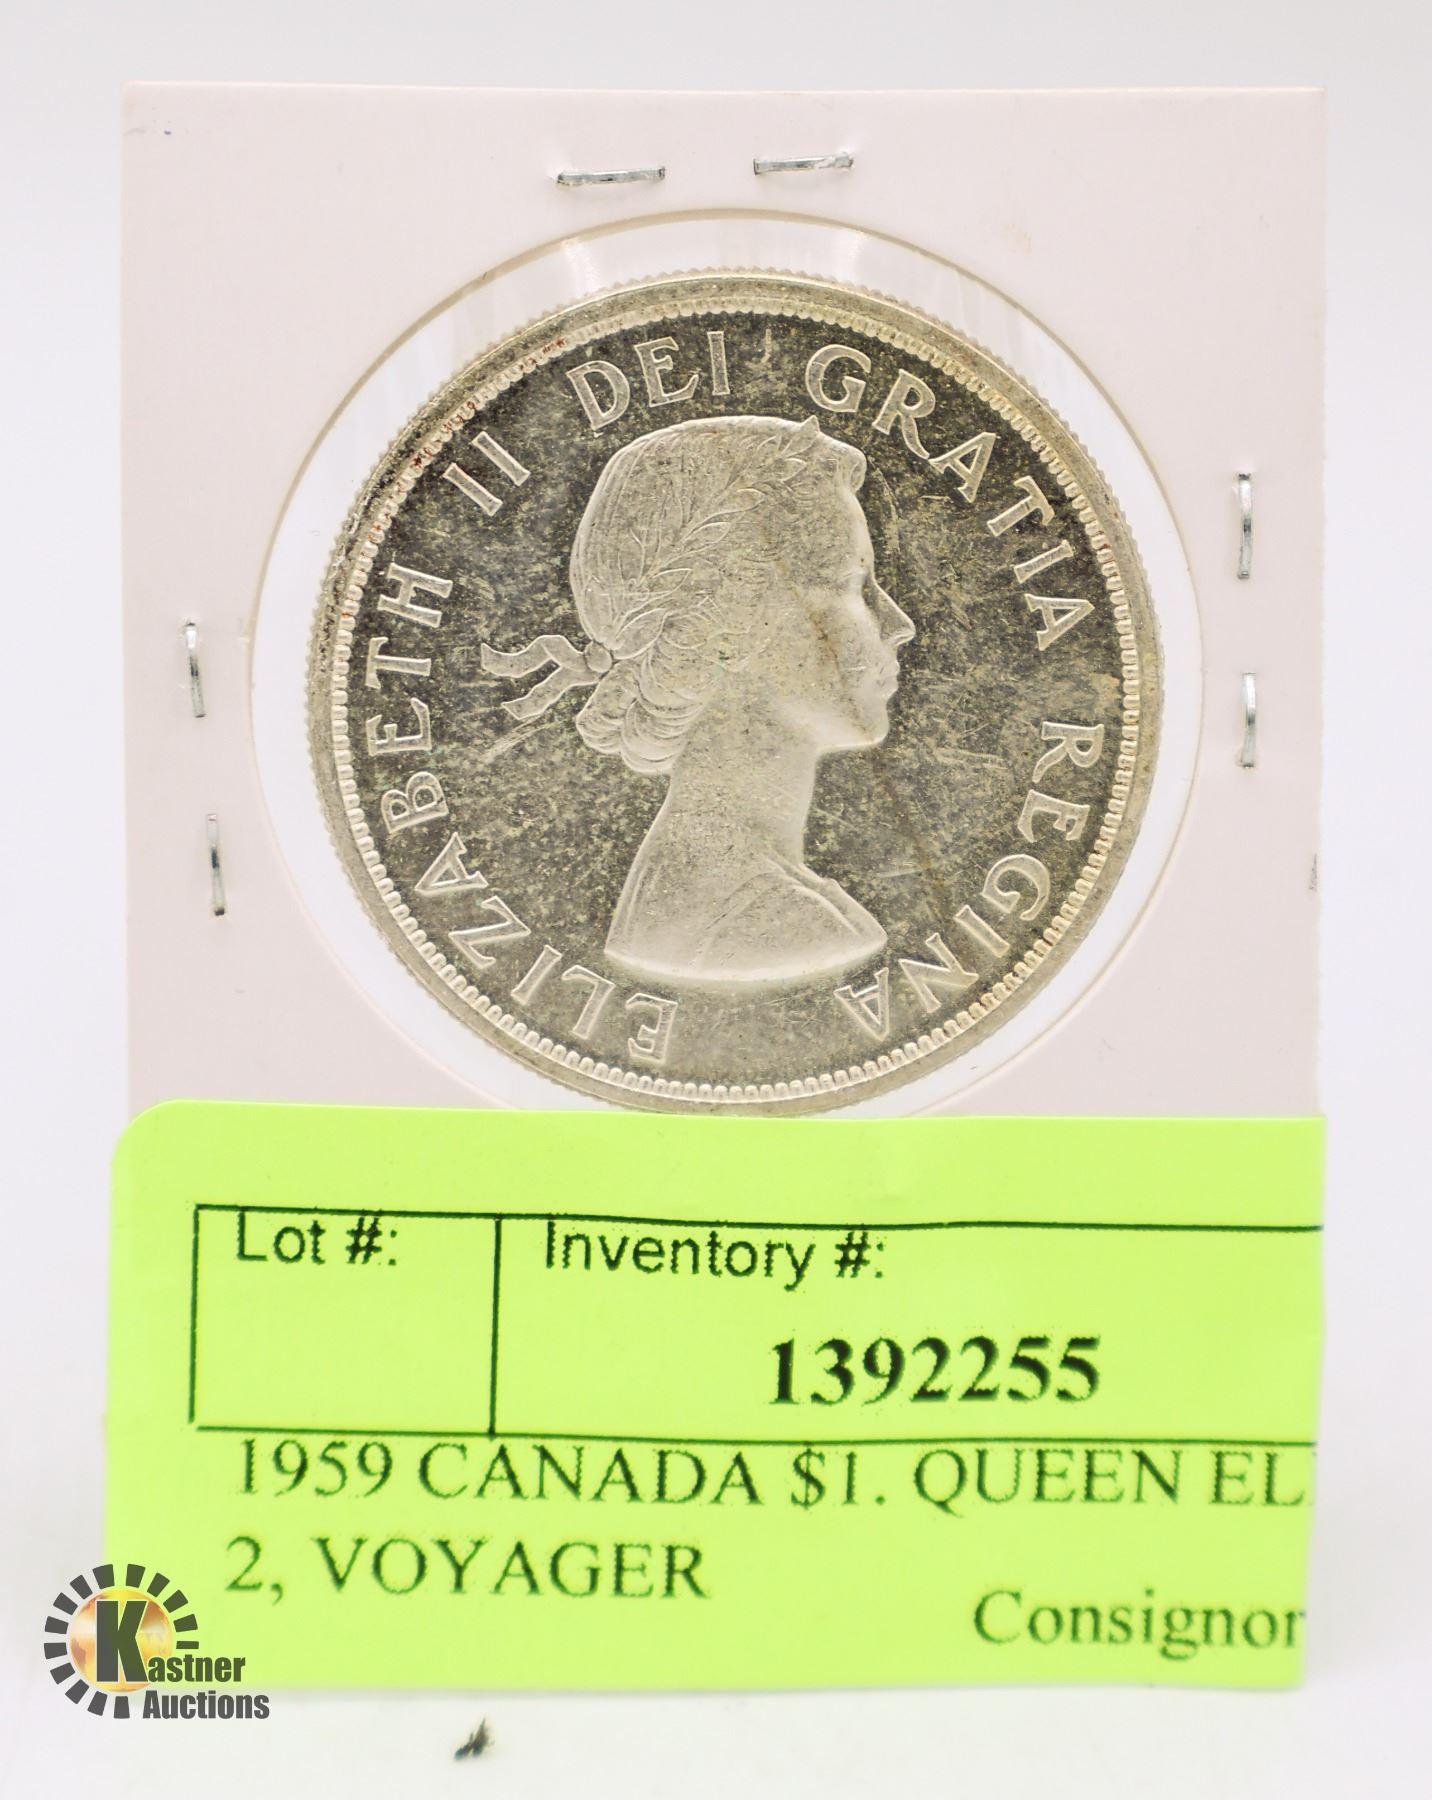 ELIZABETH II DEI GRATIA REGINA
Lot #:
Inventory #:
1392255
1959 CANADA $1. QUEEN EL
2, VOYAGER
Consignor
Kastner
Auctions